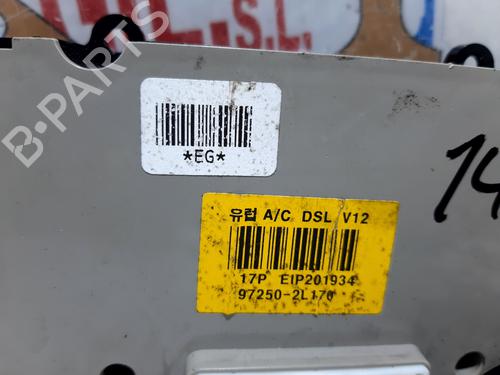 S.L.
B-PARTS
*EG*
14
유럽 A/C DSL V12
17P EIP201934
97250-2L170